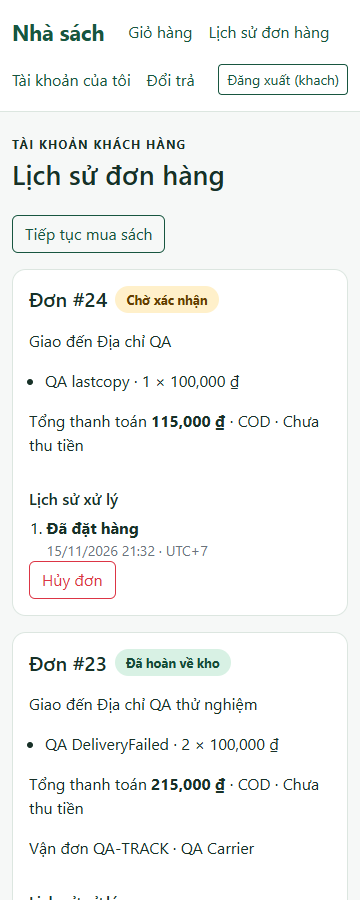 Nhà sách Giỏ hàng Lịch sử đơn hàng
Tài khoản của tôi Đổi trả Đăng xuất (khach)
TÀI KHOẢN KHÁCH HÀNG
Lịch sử đơn hàng
Tiếp tục mua sách
Đơn #24 Chờ xác nhận
Giao đến Địa chỉ QA
• QA lastcopy · 1 × 100,000 ₫
Tổng thanh toán 115,000 ₫ · COD · Chưa
thu tiền
Lịch sử xử lý
1. Đã đặt hàng
15/11/2026 21:32 · UTC+7
Hủy đơn
Đơn #23 Đã hoàn về kho
Giao đến Địa chỉ QA thử nghiệm
• QA DeliveryFailed · 2 × 100,000 ₫
Tổng thanh toán 215,000 ₫ · COD · Chưa
thu tiền
Vận đơn QA-TRACK · QA Carrier